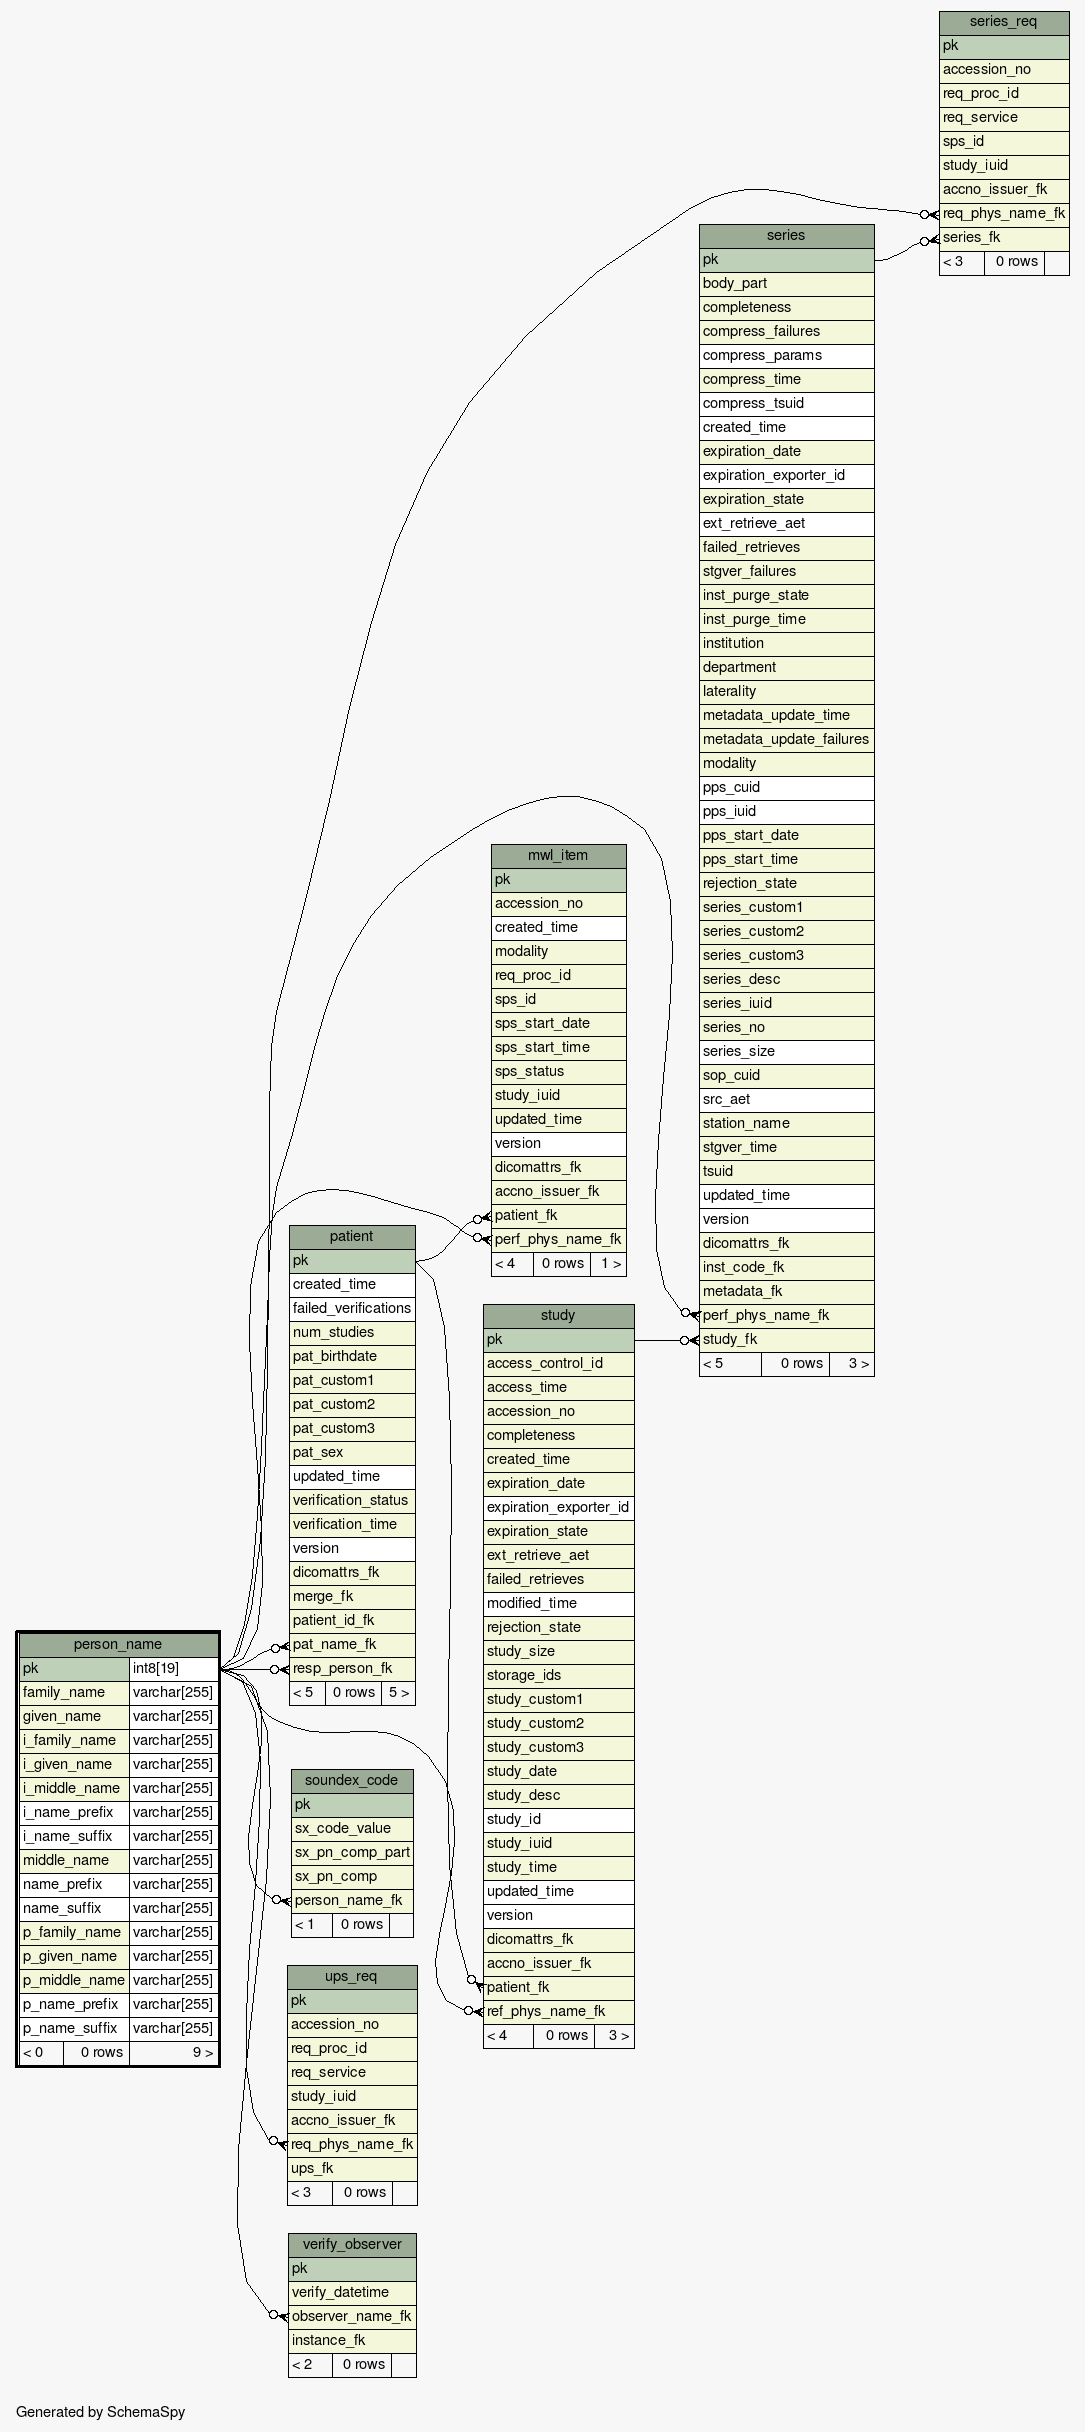 series_req
pk
accession_no
req_proc_id
req_service
sps_id
study_iuid
accno_issuer_fk
req_phys_name_fk
series_fk
< 3 0 rows
series
pk
body_part
completeness
compress_failures
compress_params
compress_time
compress_tsuid
created_time
expiration_date
expiration_exporter_id
expiration_state
ext_retrieve_aet
failed_retrieves
stgver_failures
inst_purge_state
inst_purge_time
institution
department
laterality
metadata_update_time
metadata_update_failures
modality
pps_cuid
pps_iuid
pps_start_date
pps_start_time
rejection_state
series_custom1
series_custom2
series_custom3
series_desc
series_iuid
series_no
series_size
sop_cuid
src_aet
station_name
stgver_time
tsuid
updated_time
version
dicomattrs_fk
inst_code_fk
metadata_fk
perf_phys_name_fk
study_fk
< 5 0 rows 3 >
mwl_item
pk
accession_no
created_time
modality
req_proc_id
sps_id
sps_start_date
sps_start_time
sps_status
study_iuid
updated_time
version
dicomattrs_fk
accno_issuer_fk
patient_fk
perf_phys_name_fk
< 4 0 rows 1 >
patient
pk
created_time
failed_verifications
num_studies
pat_birthdate
pat_custom1
pat_custom2
pat_custom3
pat_sex
updated_time
verification_status
verification_time
version
dicomattrs_fk
merge_fk
patient_id_fk
pat_name_fk
resp_person_fk
< 5 0 rows 5 >
study
pk
access_control_id
access_time
accession_no
completeness
created_time
expiration_date
expiration_exporter_id
expiration_state
ext_retrieve_aet
failed_retrieves
modified_time
rejection_state
study_size
storage_ids
study_custom1
study_custom2
study_custom3
study_date
study_desc
study_id
study_iuid
study_time
updated_time
version
dicomattrs_fk
accno_issuer_fk
patient_fk
ref_phys_name_fk
< 4 0 rows 3 >
person_name
pk int8[19]
family_name varchar[255]
given_name varchar[255]
i_family_name varchar[255]
i_given_name varchar[255]
i_middle_name varchar[255]
i_name_prefix varchar[255]
i_name_suffix varchar[255]
middle_name varchar[255]
name_prefix varchar[255]
name_suffix varchar[255]
p_family_name varchar[255]
p_given_name varchar[255]
p_middle_name varchar[255]
p_name_prefix varchar[255]
p_name_suffix varchar[255]
< 0 0 rows 9 >
soundex_code
pk
sx_code_value
sx_pn_comp_part
sx_pn_comp
person_name_fk
< 1 0 rows
ups_req
pk
accession_no
req_proc_id
req_service
study_iuid
accno_issuer_fk
req_phys_name_fk
ups_fk
< 3 0 rows
verify_observer
pk
verify_datetime
observer_name_fk
instance_fk
< 2 0 rows
Generated by SchemaSpy